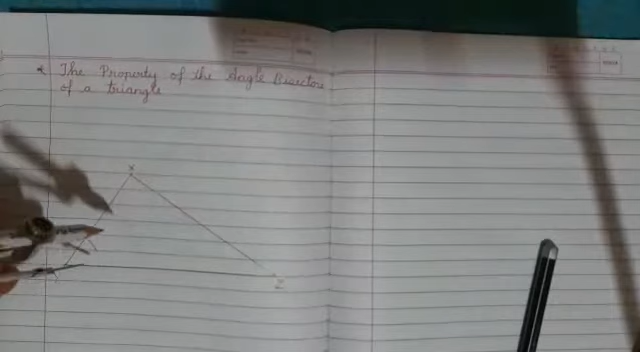 The Property of the Angle Bisectors
of a triangle
X
Z